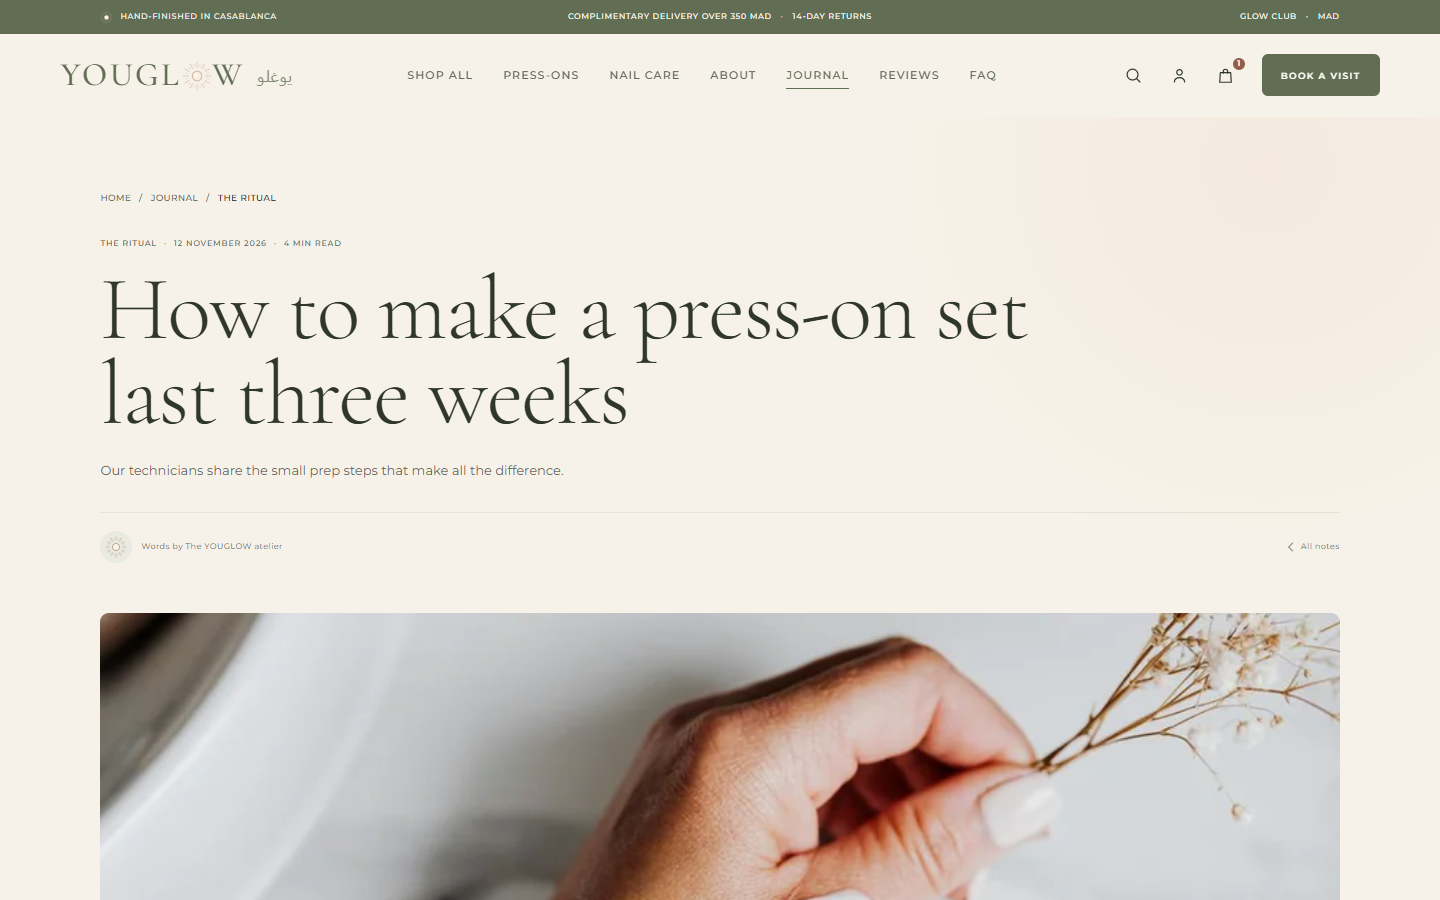 HAND-FINISHED IN CASABLANCA
COMPLIMENTARY DELIVERY OVER 350 MAD · 14-DAY RETURNS
GLOW CLUB · MAD
YOUGLOW يوغلو
SHOP ALL
PRESS-ONS
NAIL CARE
ABOUT
JOURNAL
REVIEWS
FAQ
1
BOOK A VISIT
HOME / JOURNAL / THE RITUAL
THE RITUAL · 12 NOVEMBER 2026 · 4 MIN READ
How to make a press-on set
last three weeks
Our technicians share the small prep steps that make all the difference.
Words by The YOUGLOW atelier
All notes